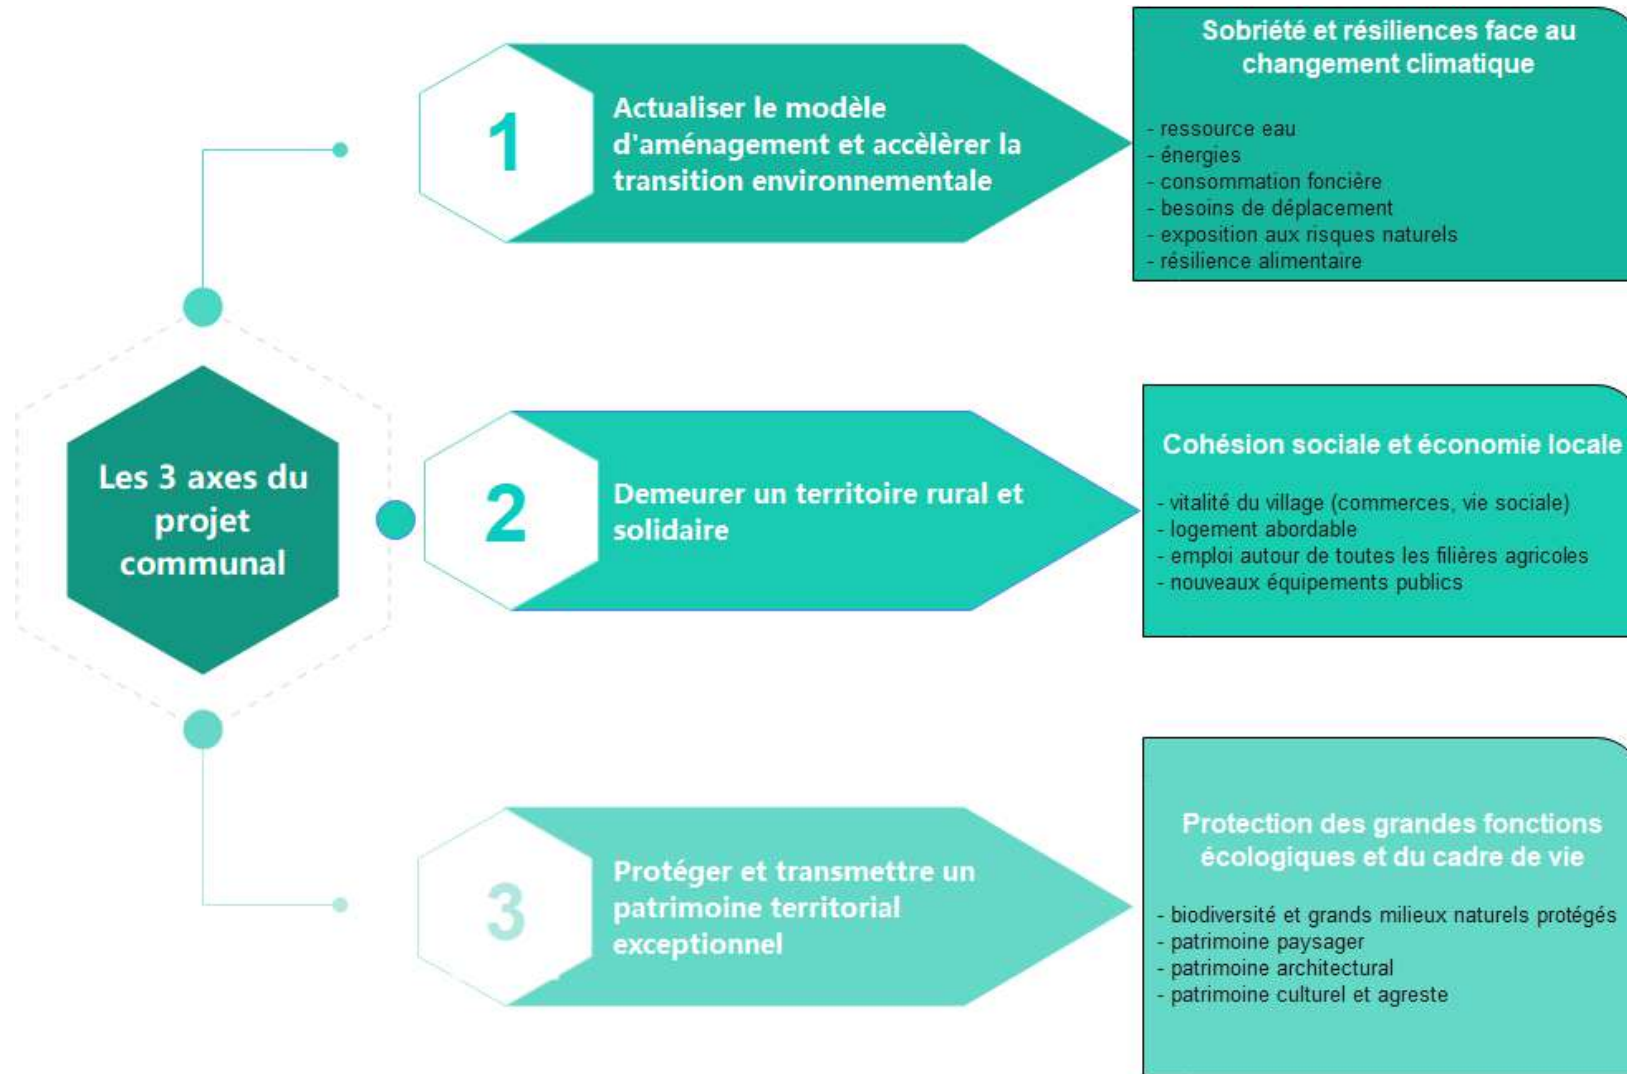 Les 3 axes du
projet
communal
1
Actualiser le modèle
d'aménagement et accèlèrer la
transition environnementale
Sobriété et résiliences face au
changement climatique
- ressource eau
- énergies
- consommation foncière
- besoins de déplacement
- exposition aux risques naturels
- résilience alimentaire
2
Demeurer un territoire rural et
solidaire
Cohésion sociale et économie locale
- vitalité du village (commerces, vie sociale)
- logement abordable
- emploi autour de toutes les filières agricoles
- nouveaux équipements publics
3
Protéger et transmettre un
patrimoine territorial
exceptionnel
Protection des grandes fonctions
écologiques et du cadre de vie
- biodiversité et grands milieux naturels protégés
- patrimoine paysager
- patrimoine architectural
- patrimoine culturel et agreste